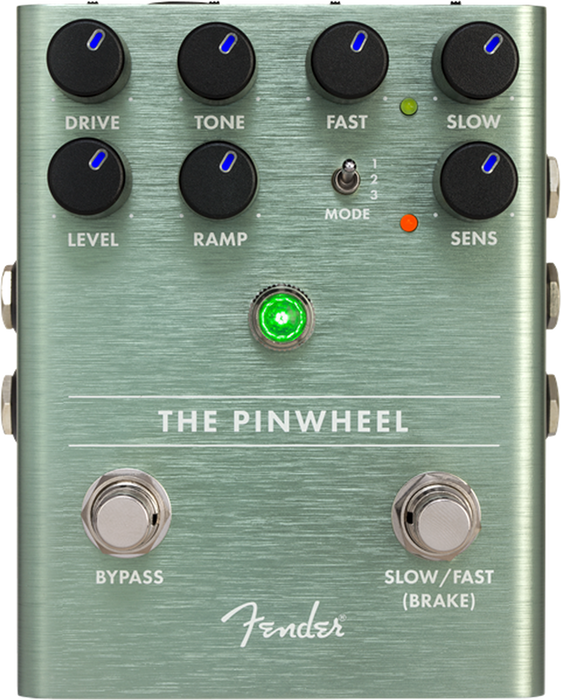 DRIVE TONE FAST SLOW
1
2
3
MODE
LEVEL RAMP SENS
THE PINWHEEL
BYPASS SLOW/FAST
(BRAKE)
Fender®